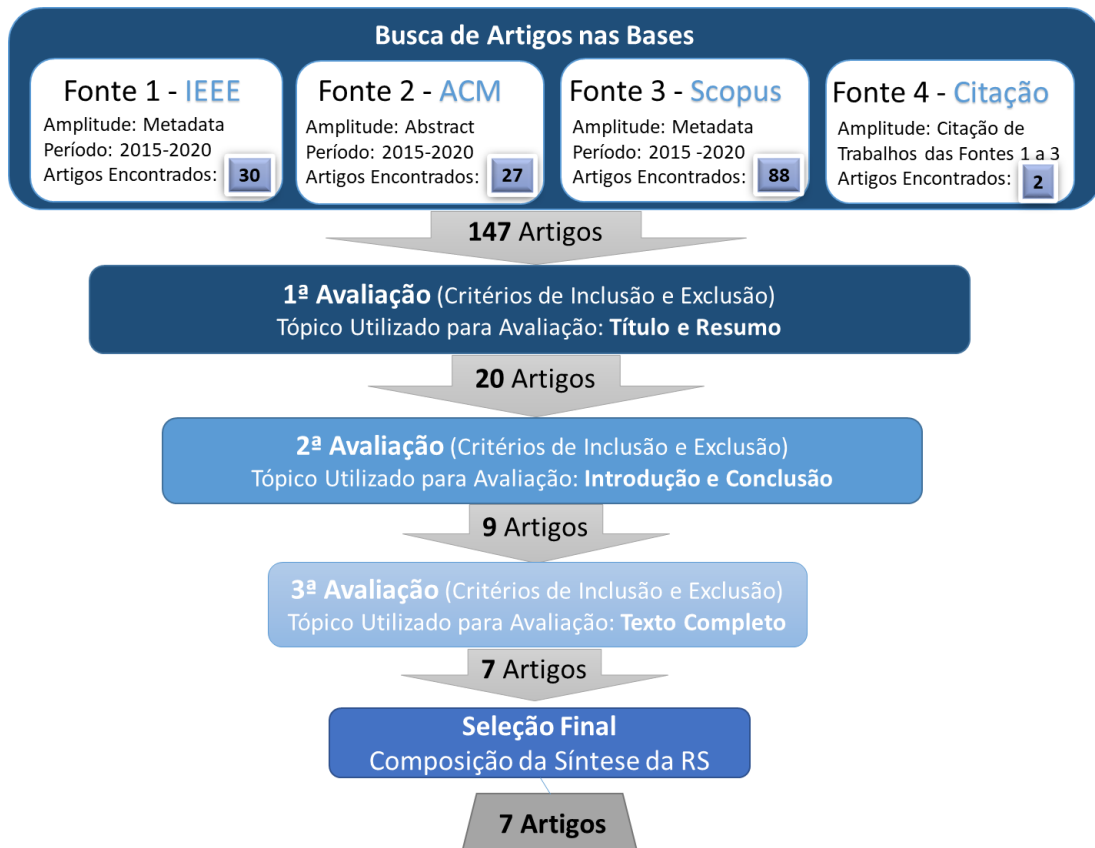 Busca de Artigos nas Bases
Fonte 1 - IEEE
Amplitude: Metadata
Período: 2015-2020
Artigos Encontrados: 30
Fonte 2 - ACM
Amplitude: Abstract
Período: 2015-2020
Artigos Encontrados: 27
Fonte 3 - Scopus
Amplitude: Metadata
Período: 2015 -2020
Artigos Encontrados: 88
Fonte 4 - Citação
Amplitude: Citação de
Trabalhos das Fontes 1 a 3
Artigos Encontrados: 2
147 Artigos
1ª Avaliação (Critérios de Inclusão e Exclusão)
Tópico Utilizado para Avaliação: Título e Resumo
20 Artigos
2ª Avaliação (Critérios de Inclusão e Exclusão)
Tópico Utilizado para Avaliação: Introdução e Conclusão
9 Artigos
3ª Avaliação (Critérios de Inclusão e Exclusão)
Tópico Utilizado para Avaliação: Texto Completo
7 Artigos
Seleção Final
Composição da Síntese da RS
7 Artigos